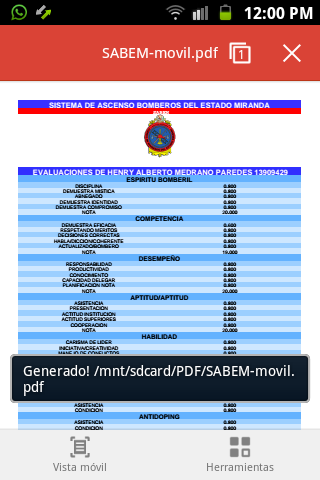 12:00 PM
SABEM-movil.pdf
1
SISTEMA DE ASCENSO BOMBEROS DEL ESTADO MIRANDA
SABEM
EVALUACIONES DE HENRY ALBERTO MEDRANO PAREDES 13909429
ESPIRITU BOMBERIL
DISCIPLINA 0.800
DEMUESTRA MISTICA 0.800
ABNEGADO 0.800
DEMUESTRA IDENTIDAD 0.800
DEMUESTRA COMPROMISO 0.800
NOTA 20.000
COMPETENCIA
DEMUESTRA EFICACIA 0.600
RESPETANDO MERITOS 0.800
DECISIONES CORRECTAS 0.800
HABLA/DICCION/COHERENTE 0.800
ACTUALIZADO/BOMBERO 0.800
NOTA 19.000
DESEMPEÑO
RESPONSABILIDAD 0.800
PRODUCTIVIDAD 0.800
CONOCIMIENTO 0.800
CAPACIDAD DELEGAR 0.800
PLANIFICACION NOTA 0.800
NOTA 20.000
APTITUD/APTITUD
ASISTENCIA 0.800
PRESENTACION 0.800
ACTITUD INSTITUCION 0.800
ACTITUD SUPERIORES 0.800
COOPERACION 0.800
NOTA 20.000
HABILIDAD
CARISMA DE LIDER 0.800
INICIATIVA/CREATIVIDAD 0.800
MANEJO DE CONFLICTOS 0.800
Generado! /mnt/sdcard/PDF/SABEM-movil.
pdf
ASISTENCIA 0.800
CONDICION 0.800
ANTIDOPING
ASISTENCIA 0.800
CONDICION 0.800
Vista móvil
Herramientas